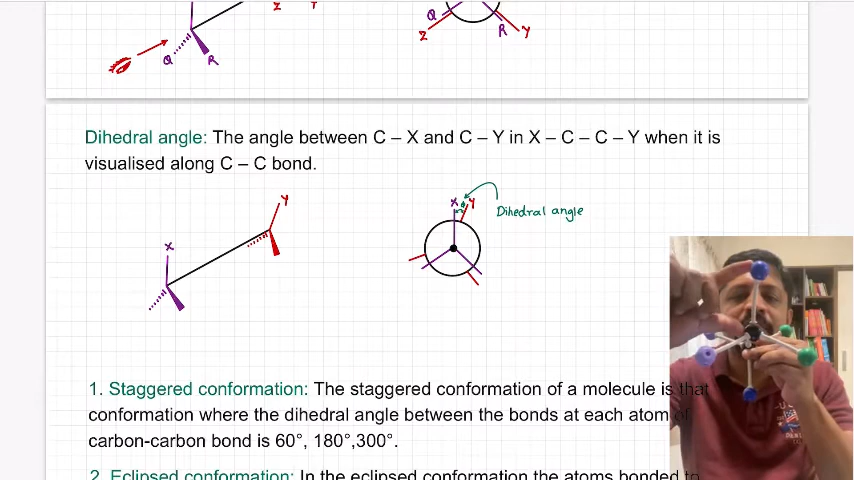 Z
Y
Q
R
Q
Z
R
Y
Dihedral angle: The angle between C – X and C – Y in X – C – C – Y when it is
visualised along C – C bond.
X
Y
X ϕ Y
Dihedral angle
1. Staggered conformation: The staggered conformation of a molecule is that
conformation where the dihedral angle between the bonds at each atom of
carbon-carbon bond is 60°, 180°,300°.
2. Eclipsed conformation: In the eclipsed conformation the atoms bonded to